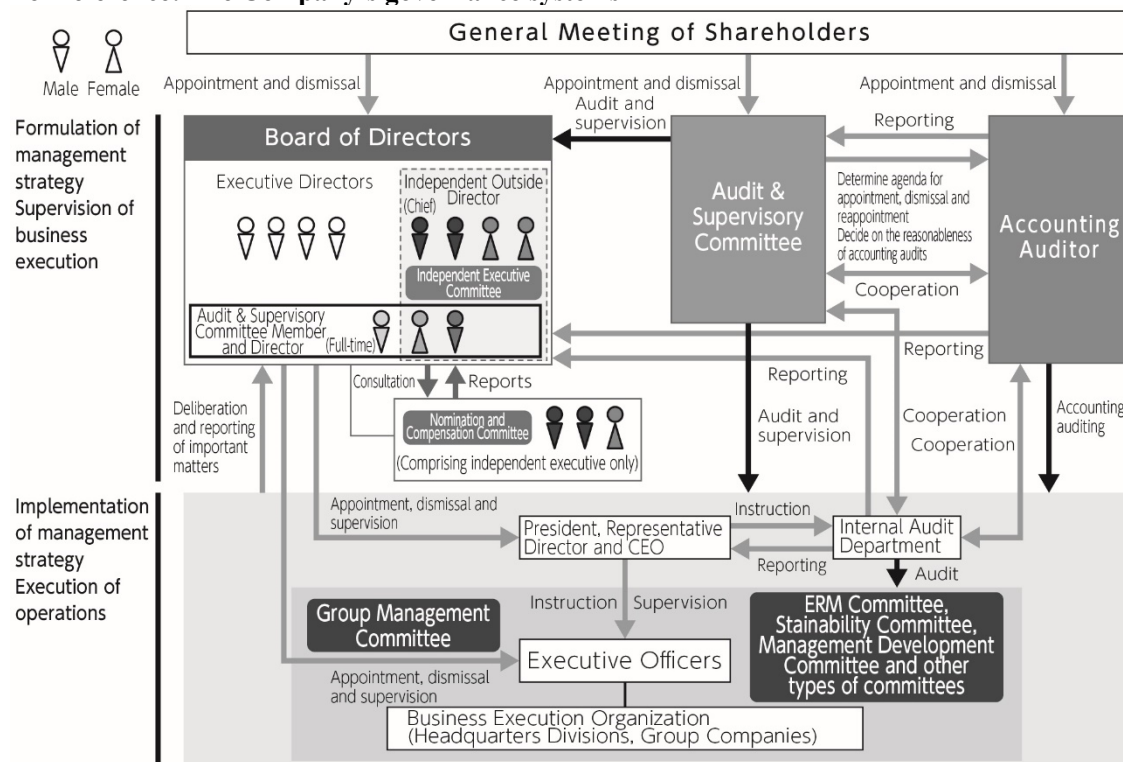 General Meeting of Shareholders
Male Female
Appointment and dismissal
Appointment and dismissal
Appointment and dismissal
Formulation of
management
strategy
Supervision of
business
execution
Board of Directors
Executive Directors
Independent Outside
Director
(Chief)
Independent Executive
Committee
Audit & Supervisory
Committee Member
and Director
(Full-time)
Audit and
supervision
Audit &
Supervisory
Committee
Reporting
Determine agenda for
appointment, dismissal and
reappointment
Decide on the reasonableness
of accounting audits
Cooperation
Accounting
Auditor
Reporting
Reporting
Consultation
Reports
Nomination and
Compensation Committee
(Comprising independent executive only)
Deliberation
and reporting
of important
matters
Audit and
supervision
Cooperation
Cooperation
Accounting
auditing
Implementation
of management
strategy
Execution of
operations
Appointment, dismissal and
supervision
President, Representative
Director and CEO
Instruction
Reporting
Internal Audit
Department
Audit
Instruction
Supervision
Group Management
Committee
Executive Officers
ERM Committee,
Stainability Committee,
Management Development
Committee and other
types of committees
Appointment, dismissal
and supervision
Business Execution Organization
(Headquarters Divisions, Group Companies)